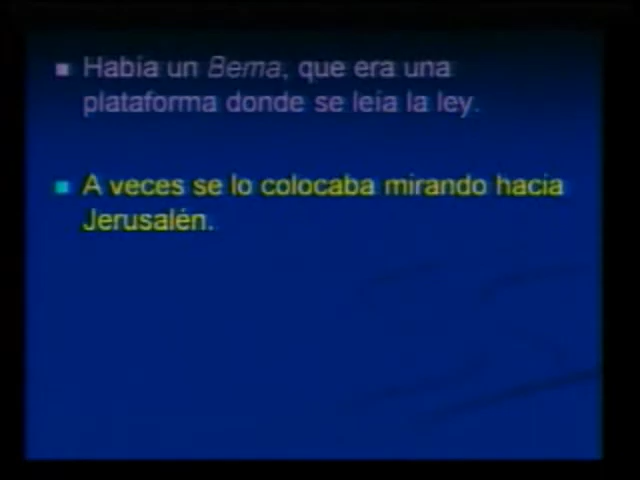 Había un Bema, que era una
plataforma donde se leía la ley.
A veces se lo colocaba mirando hacia
Jerusalén.